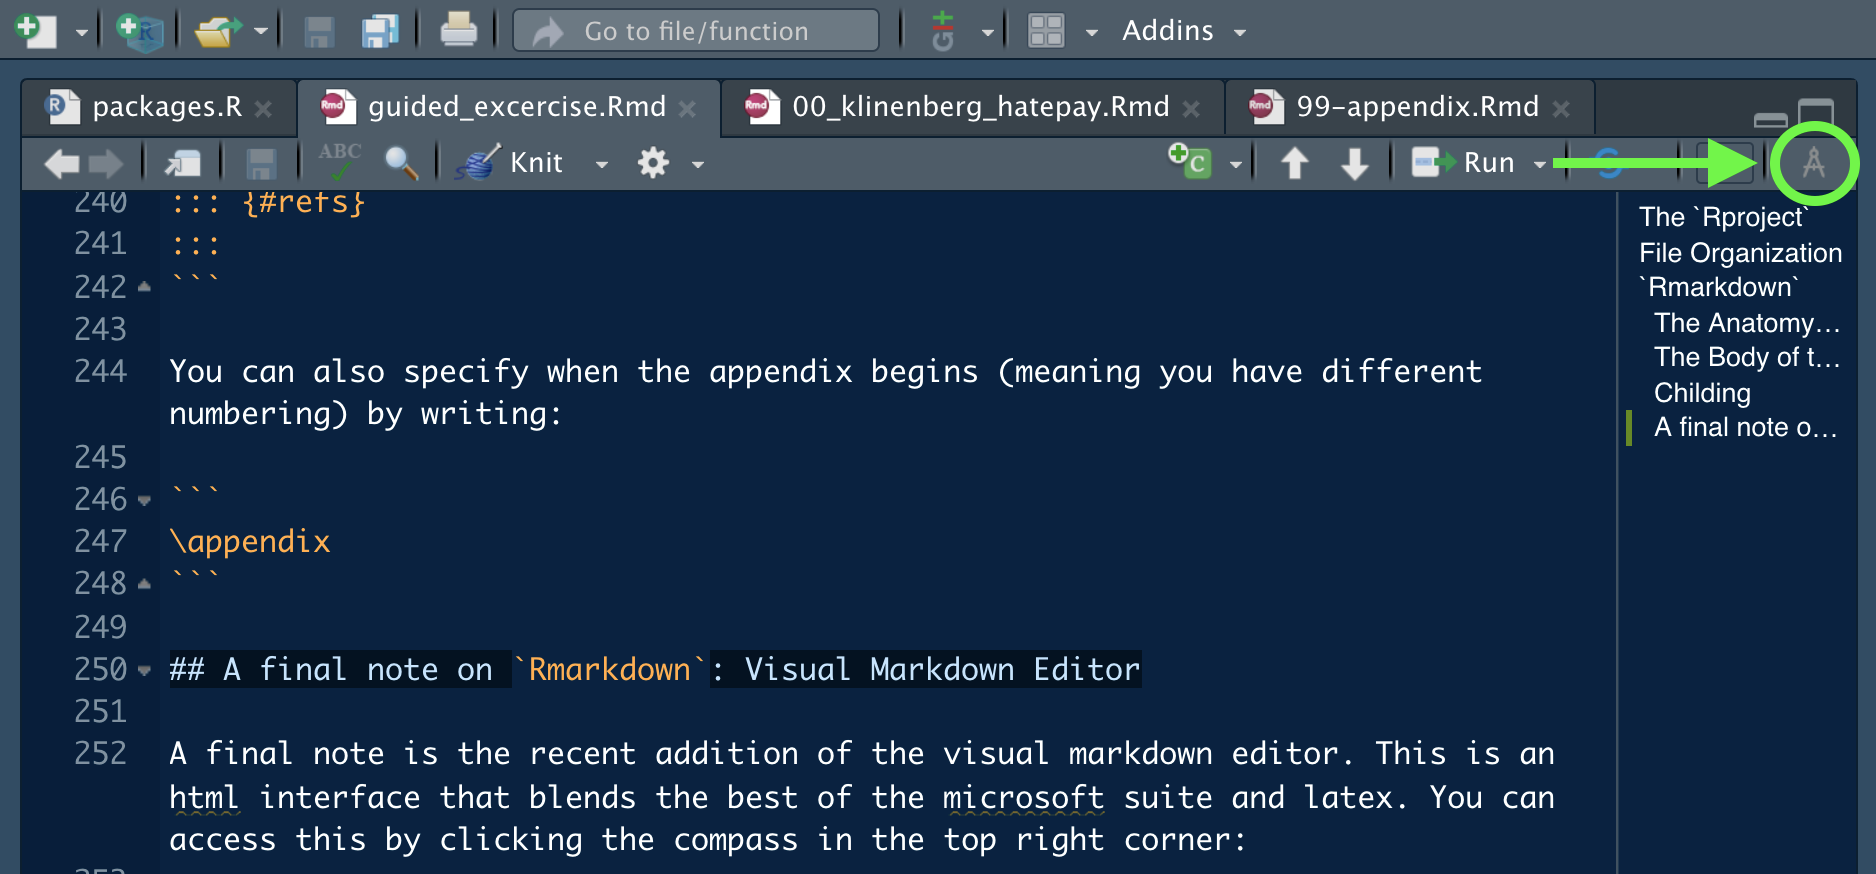 Go to file/function
Git
Addins
packages.R
guided_excercise.Rmd
00_klinenberg_hatepay.Rmd
99-appendix.Rmd
ABC
Knit
Run
240 ::: {#refs}
241 :::
242 ```
243
244 You can also specify when the appendix begins (meaning you have different
numbering) by writing:
245
246 ```
247 \appendix
248 ```
249
250 ## A final note on `Rmarkdown`: Visual Markdown Editor
251
252 A final note is the recent addition of the visual markdown editor. This is an
html interface that blends the best of the microsoft suite and latex. You can
access this by clicking the compass in the top right corner:
The `Rproject`
File Organization
`Rmarkdown`
The Anatomy...
The Body of t...
Childing
A final note o...